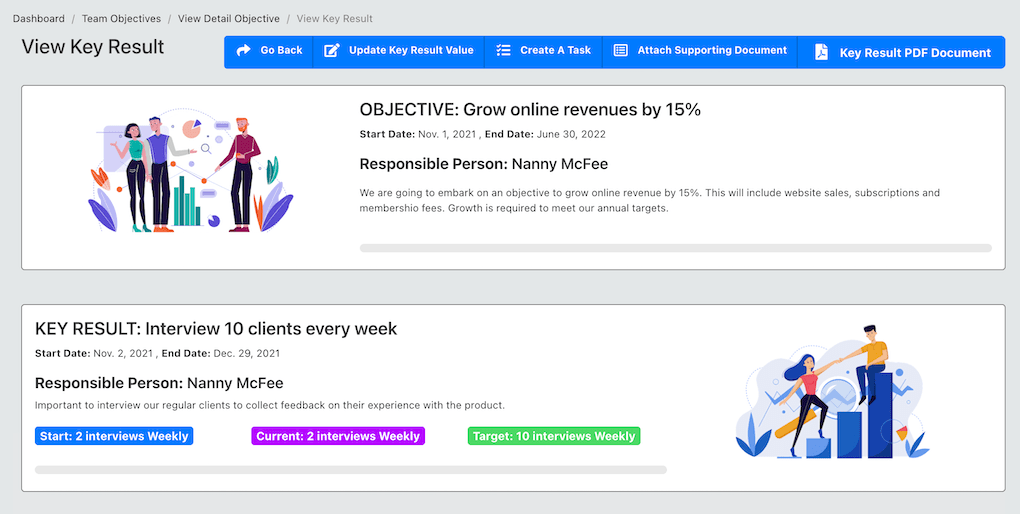 Dashboard / Team Objectives / View Detail Objective / View Key Result
View Key Result
Go Back Update Key Result Value Create A Task Attach Supporting Document Key Result PDF Document
OBJECTIVE: Grow online revenues by 15%
Start Date: Nov. 1, 2021 , End Date: June 30, 2022
Responsible Person: Nanny McFee
We are going to embark on an objective to grow online revenue by 15%. This will include website sales, subscriptions and
membershio fees. Growth is required to meet our annual targets.
KEY RESULT: Interview 10 clients every week
Start Date: Nov. 2, 2021 , End Date: Dec. 29, 2021
Responsible Person: Nanny McFee
Important to interview our regular clients to collect feedback on their experience with the product.
Start: 2 interviews Weekly Current: 2 interviews Weekly Target: 10 interviews Weekly